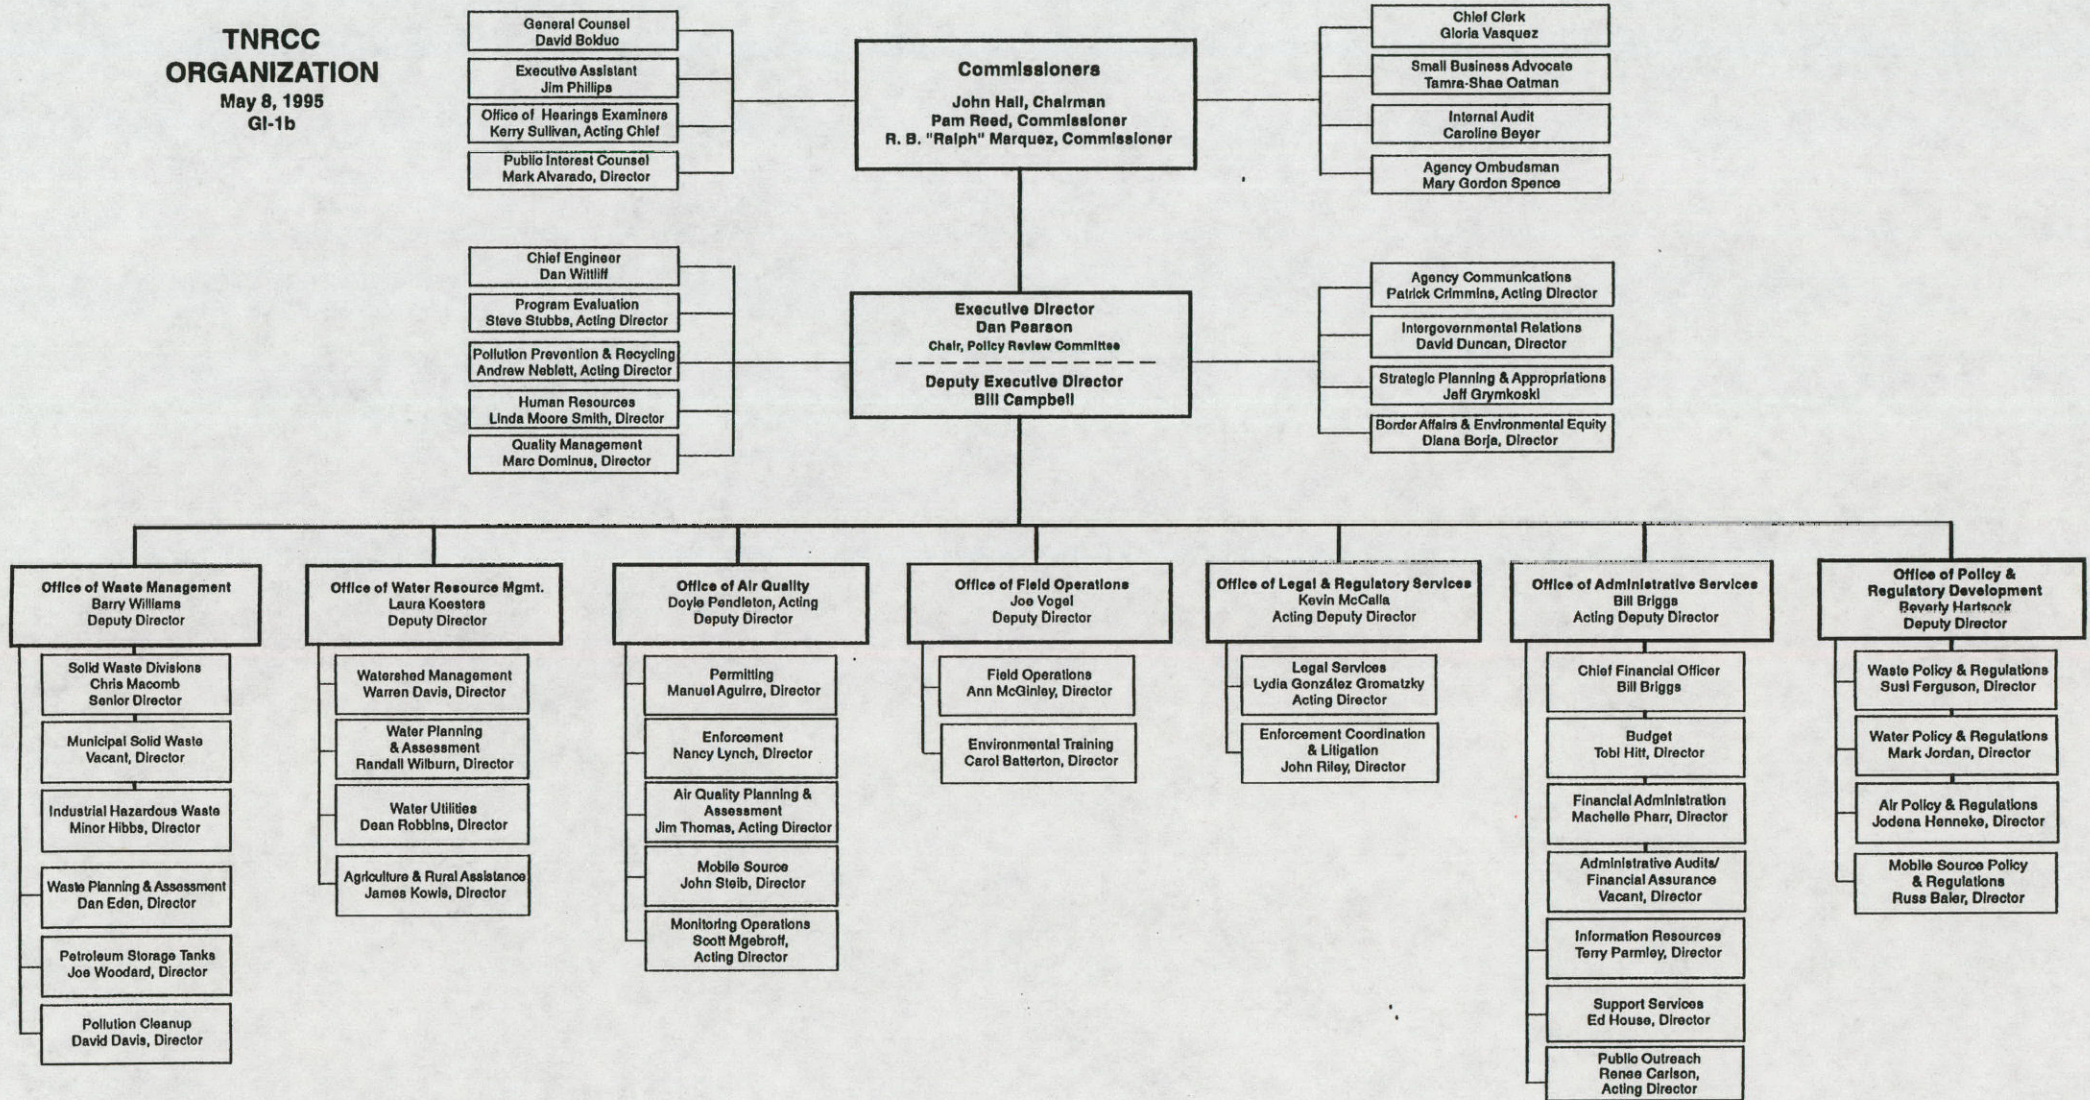 TNRCC
ORGANIZATION
May 8, 1995
GI-1b
General Counsel
David Bolduo
Executive Assistant
Jim Phillips
Office of Hearings Examiners
Kerry Sullivan, Acting Chief
Public Interest Counsel
Mark Alvarado, Director
Commissioners
John Hall, Chairman
Pam Reed, Commissioner
R. B. "Ralph" Marquez, Commissioner
Chief Clerk
Gloria Vasquez
Small Business Advocate
Tamra-Shae Oatman
Internal Audit
Caroline Beyer
Agency Ombudsman
Mary Gordon Spence
Chief Engineer
Dan Wittliff
Program Evaluation
Steve Stubbs, Acting Director
Pollution Prevention & Recycling
Andrew Neblett, Acting Director
Human Resources
Linda Moore Smith, Director
Quality Management
Marc Dominus, Director
Executive Director
Dan Pearson
Chair, Policy Review Committee
Deputy Executive Director
Bill Campbell
Agency Communications
Patrick Crimmins, Acting Director
Intergovernmental Relations
David Duncan, Director
Strategic Planning & Appropriations
Jeff Grymkoski
Border Affairs & Environmental Equity
Diana Borja, Director
Office of Waste Management
Barry Williams
Deputy Director
Solid Waste Divisions
Chris Macomb
Senior Director
Municipal Solid Waste
Vacant, Director
Industrial Hazardous Waste
Minor Hibbs, Director
Waste Planning & Assessment
Dan Eden, Director
Petroleum Storage Tanks
Joe Woodard, Director
Pollution Cleanup
David Davis, Director
Office of Water Resource Mgmt.
Laura Koesters
Deputy Director
Watershed Management
Warren Davis, Director
Water Planning
& Assessment
Randall Wilburn, Director
Water Utilities
Dean Robbins, Director
Agriculture & Rural Assistance
James Kowis, Director
Office of Air Quality
Doyle Pendleton, Acting
Deputy Director
Permitting
Manuel Aguirre, Director
Enforcement
Nancy Lynch, Director
Air Quality Planning &
Assessment
Jim Thomas, Acting Director
Mobile Source
John Steib, Director
Monitoring Operations
Scott Mgebroff,
Acting Director
Office of Field Operations
Joe Vogel
Deputy Director
Field Operations
Ann McGinley, Director
Environmental Training
Carol Batterton, Director
Office of Legal & Regulatory Services
Kevin McCalla
Acting Deputy Director
Legal Services
Lydia González Gromatzky
Acting Director
Enforcement Coordination
& Litigation
John Riley, Director
Office of Administrative Services
Bill Briggs
Acting Deputy Director
Chief Financial Officer
Bill Briggs
Budget
Tobi Hitt, Director
Financial Administration
Machelle Pharr, Director
Administrative Audits/
Financial Assurance
Vacant, Director
Information Resources
Terry Parmley, Director
Support Services
Ed House, Director
Public Outreach
Renee Carlson,
Acting Director
Office of Policy &
Regulatory Development
Beverly Hartsock
Deputy Director
Waste Policy & Regulations
Susi Ferguson, Director
Water Policy & Regulations
Mark Jordan, Director
Air Policy & Regulations
Jodena Henneke, Director
Mobile Source Policy
& Regulations
Russ Baier, Director